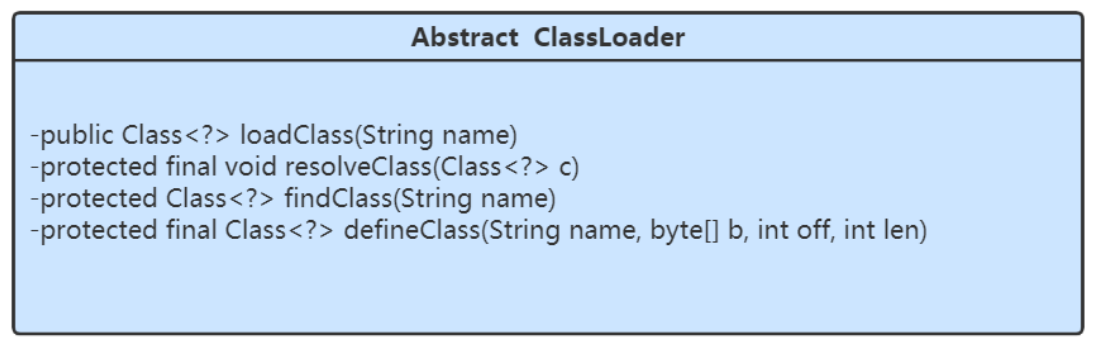 Abstract ClassLoader
-public Class<?> loadClass(String name)
-protected final void resolveClass(Class<?> c)
-protected Class<?> findClass(String name)
-protected final Class<?> defineClass(String name, byte[] b, int off, int len)